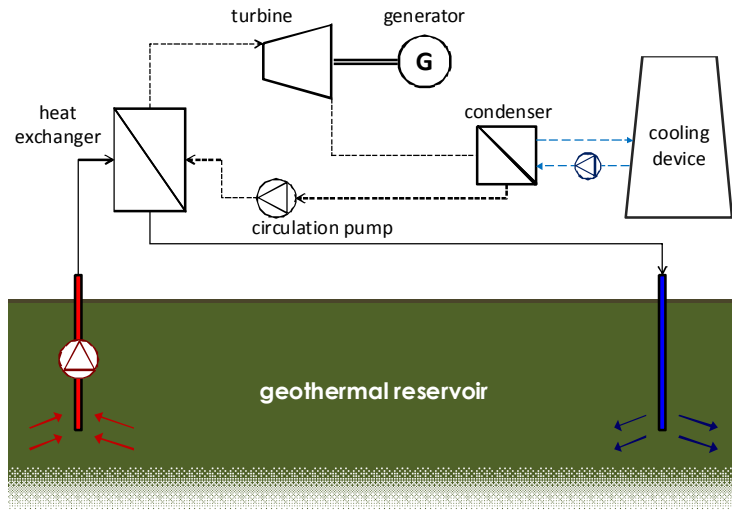 turbine
generator
G
heat
exchanger
condenser
cooling
device
circulation pump
geothermal reservoir